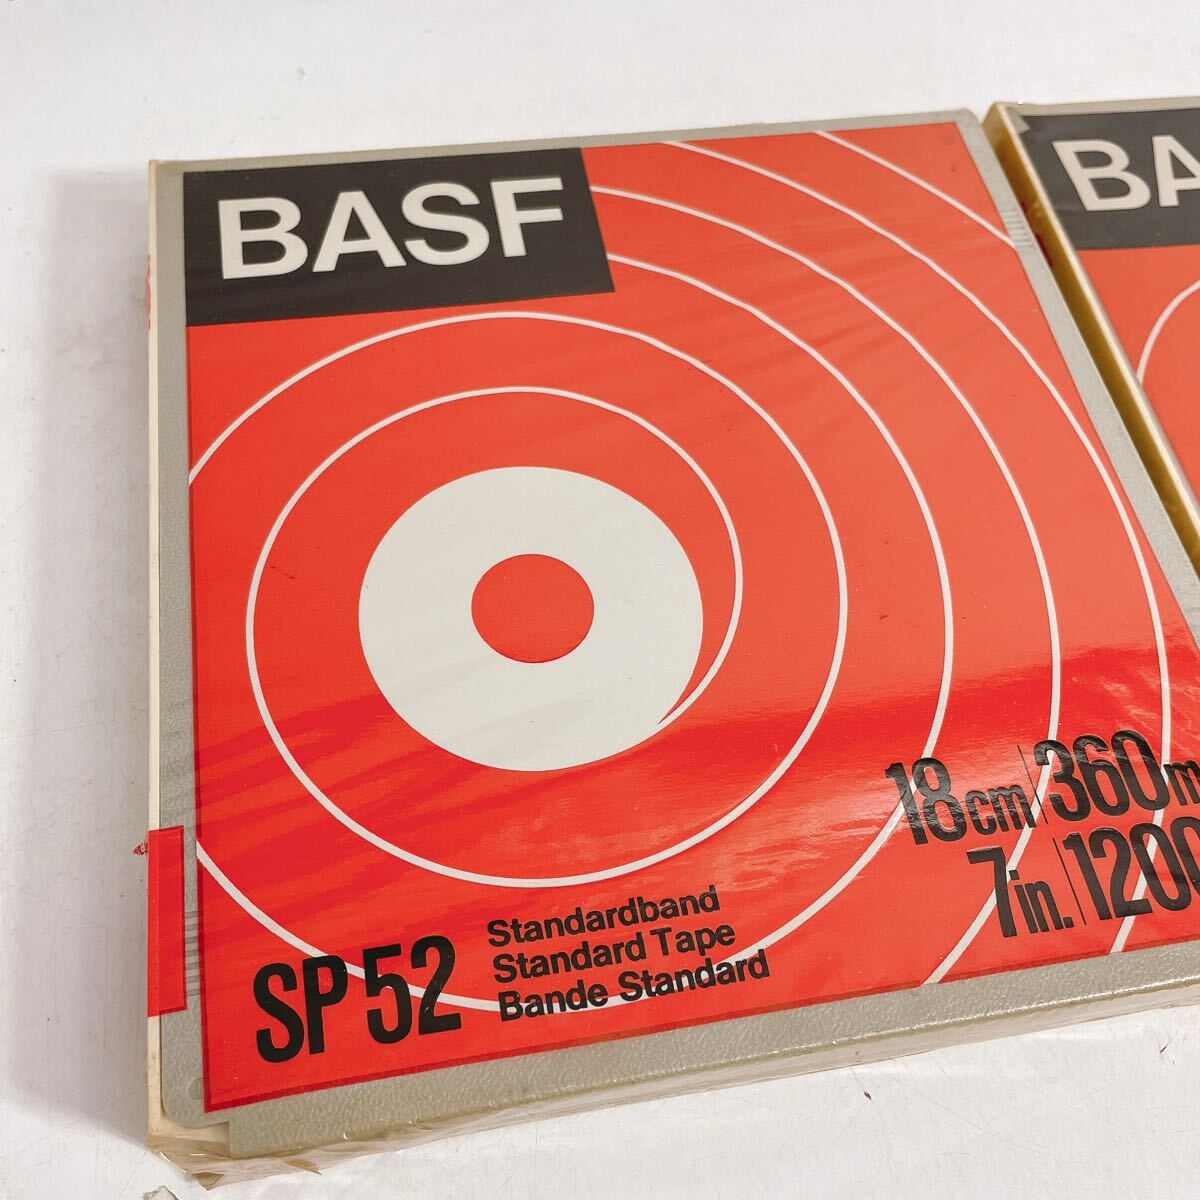 BASF
BA
18cm 360m
7in. 1200
SP 52
Standardband
Standard Tape
Bande Standard